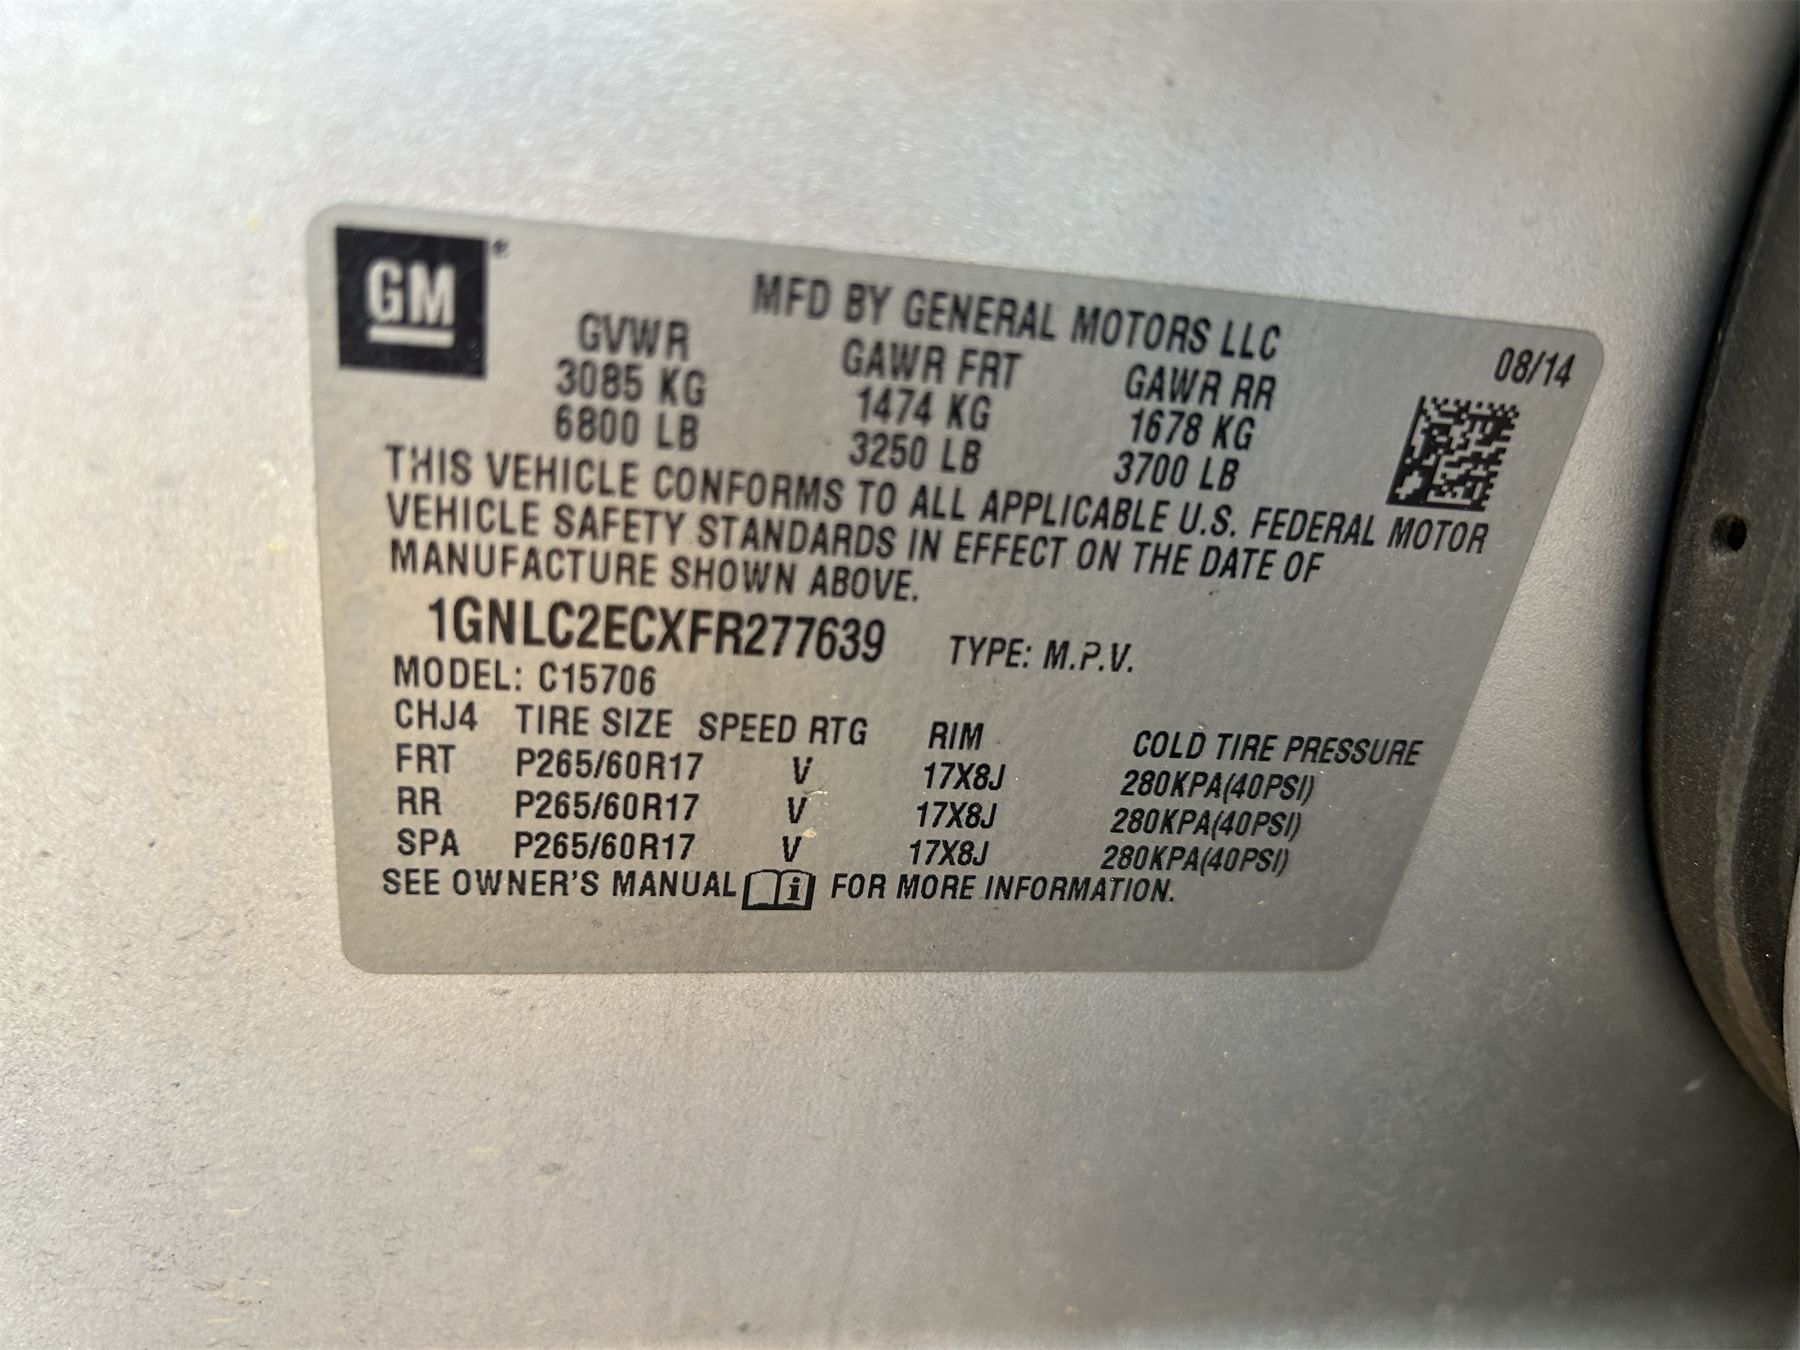 GM®
MFD BY GENERAL MOTORS LLC
08/14
GVWR GAWR FRT GAWR RR
3085 KG 1474 KG 1678 KG
6800 LB 3250 LB 3700 LB
THIS VEHICLE CONFORMS TO ALL APPLICABLE U.S. FEDERAL MOTOR
VEHICLE SAFETY STANDARDS IN EFFECT ON THE DATE OF
MANUFACTURE SHOWN ABOVE.
1GNLC2ECXFR277639 TYPE: M.P.V.
MODEL: C15706
CHJ4 TIRE SIZE SPEED RTG RIM COLD TIRE PRESSURE
FRT P265/60R17 V 17X8J 280KPA(40PSI)
RR P265/60R17 V 17X8J 280KPA(40PSI)
SPA P265/60R17 V 17X8J 280KPA(40PSI)
SEE OWNER'S MANUAL i FOR MORE INFORMATION.